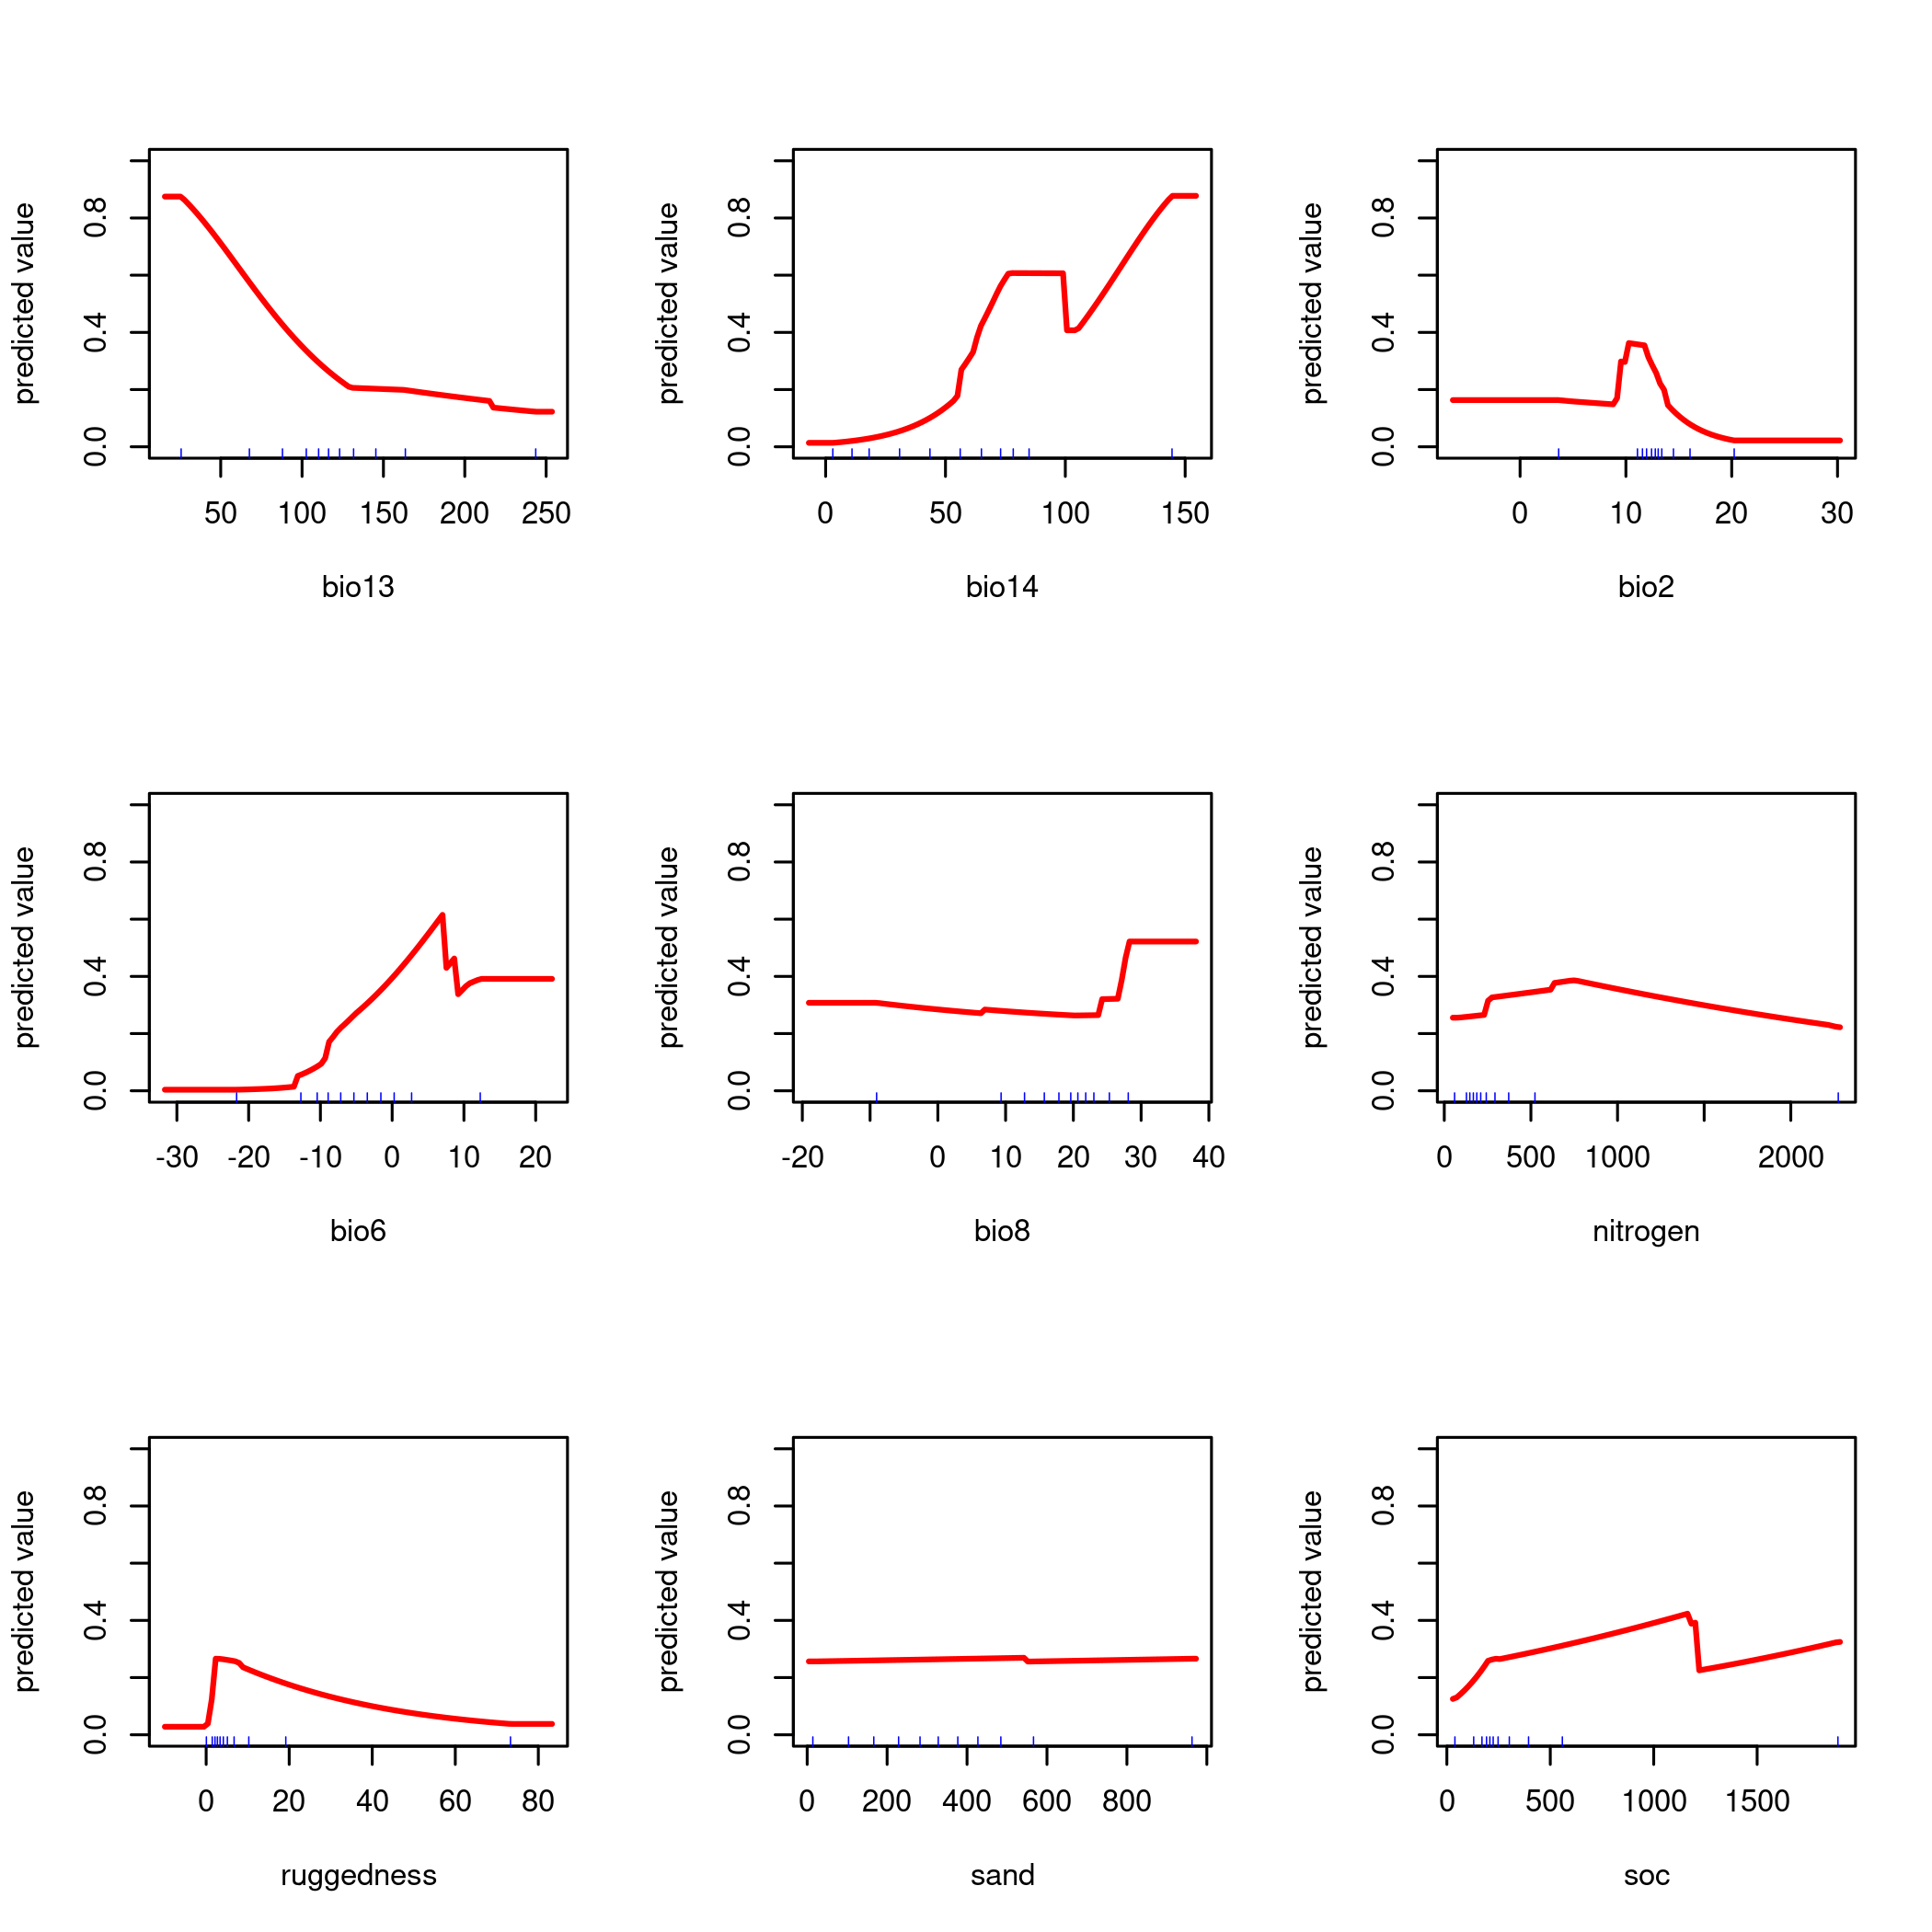 predicted value
0.0 0.4 0.8
50 100 150 200 250
bio13
predicted value
0.0 0.4 0.8
0 50 100 150
bio14
predicted value
0.0 0.4 0.8
0 10 20 30
bio2
predicted value
0.0 0.4 0.8
-30 -20 -10 0 10 20
bio6
predicted value
0.0 0.4 0.8
-20 0 10 20 30 40
bio8
predicted value
0.0 0.4 0.8
0 500 1000 2000
nitrogen
predicted value
0.0 0.4 0.8
0 20 40 60 80
ruggedness
predicted value
0.0 0.4 0.8
0 200 400 600 800
sand
predicted value
0.0 0.4 0.8
0 500 1000 1500
soc